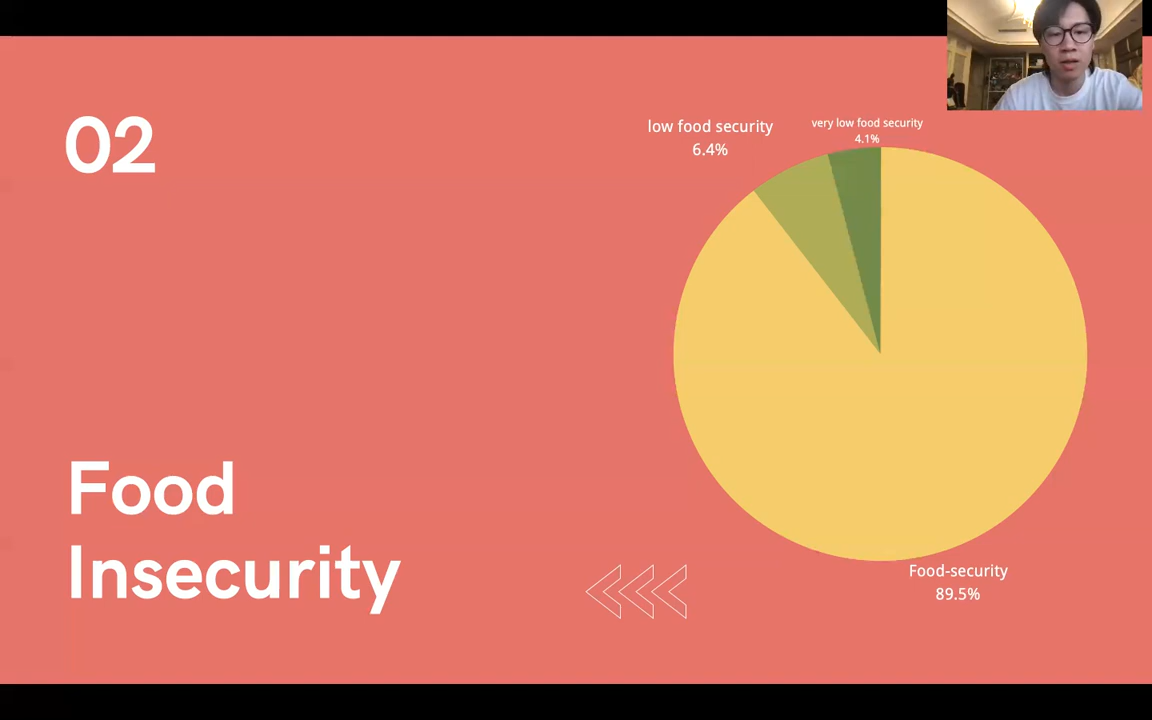 02
low food security
6.4%
very low food security
4.1%
Food
Insecurity
Food-security
89.5%